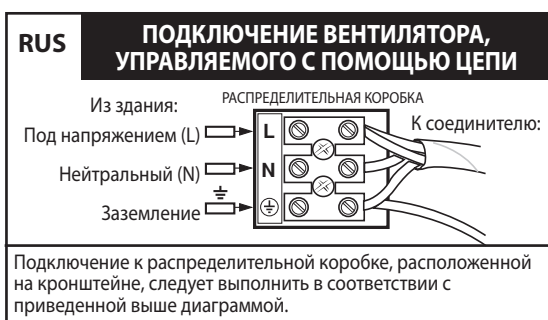 RUS
ПОДКЛЮЧЕНИЕ ВЕНТИЛЯТОРА,
УПРАВЛЯЕМОГО С ПОМОЩЬЮ ЦЕПИ
Из здания:
РАСПРЕДЕЛИТЕЛЬНАЯ КОРОБКА
К соединителю:
Под напряжением (L)
L
Нейтральный (N)
N
Заземление
Подключение к распределительной коробке, расположенной
на кронштейне, следует выполнить в соответствии с
приведенной выше диаграммой.